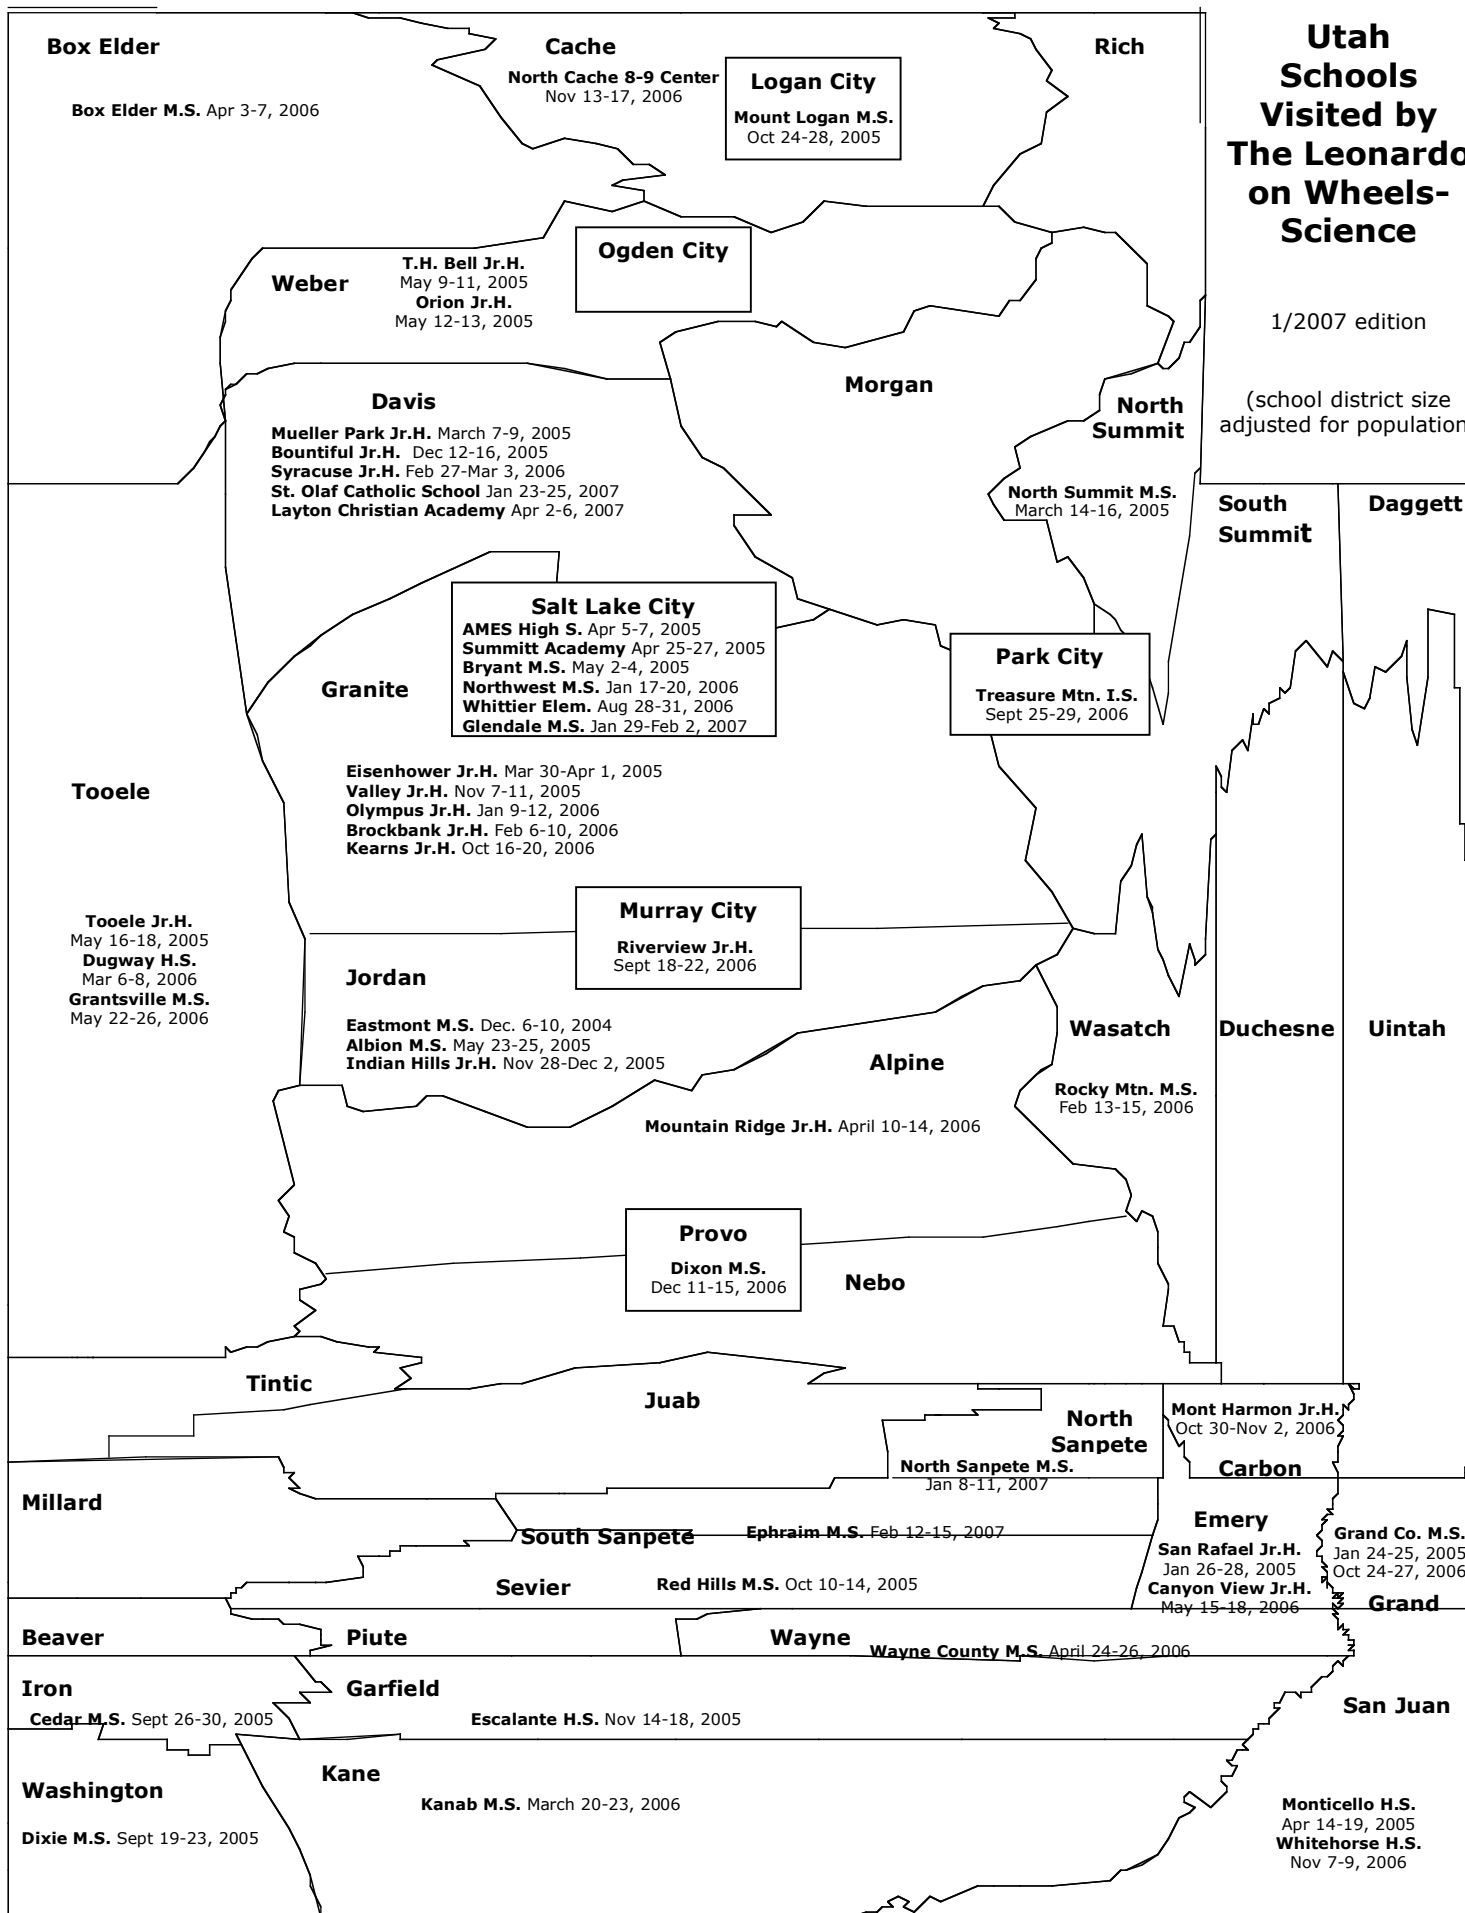 Box Elder
Box Elder M.S. Apr 3-7, 2006
Cache
North Cache 8-9 Center
Nov 13-17, 2006
Logan City
Mount Logan M.S.
Oct 24-28, 2005
Rich
Utah
Schools
Visited by
The Leonardo
on Wheels-
Science
1/2007 edition
(school district size
adjusted for population
Weber
T.H. Bell Jr.H.
May 9-11, 2005
Orion Jr.H.
May 12-13, 2005
Ogden City
Morgan
North
Summit
North Summit M.S.
March 14-16, 2005
South
Summit
Daggett
Davis
Mueller Park Jr.H. March 7-9, 2005
Bountiful Jr.H. Dec 12-16, 2005
Syracuse Jr.H. Feb 27-Mar 3, 2006
St. Olaf Catholic School Jan 23-25, 2007
Layton Christian Academy Apr 2-6, 2007
Salt Lake City
AMES High S. Apr 5-7, 2005
Summitt Academy Apr 25-27, 2005
Bryant M.S. May 2-4, 2005
Northwest M.S. Jan 17-20, 2006
Whittier Elem. Aug 28-31, 2006
Glendale M.S. Jan 29-Feb 2, 2007
Park City
Treasure Mtn. I.S.
Sept 25-29, 2006
Granite
Eisenhower Jr.H. Mar 30-Apr 1, 2005
Valley Jr.H. Nov 7-11, 2005
Olympus Jr.H. Jan 9-12, 2006
Brockbank Jr.H. Feb 6-10, 2006
Kearns Jr.H. Oct 16-20, 2006
Tooele
Tooele Jr.H.
May 16-18, 2005
Dugway H.S.
Mar 6-8, 2006
Grantsville M.S.
May 22-26, 2006
Murray City
Riverview Jr.H.
Sept 18-22, 2006
Jordan
Eastmont M.S. Dec. 6-10, 2004
Albion M.S. May 23-25, 2005
Indian Hills Jr.H. Nov 28-Dec 2, 2005
Alpine
Mountain Ridge Jr.H. April 10-14, 2006
Wasatch
Rocky Mtn. M.S.
Feb 13-15, 2006
Duchesne
Uintah
Provo
Dixon M.S.
Dec 11-15, 2006
Nebo
Tintic
Juab
North
Sanpete
North Sanpete M.S.
Jan 8-11, 2007
Mont Harmon Jr.H.
Oct 30-Nov 2, 2006
Carbon
Millard
South Sanpete
Ephraim M.S. Feb 12-15, 2007
Emery
San Rafael Jr.H.
Jan 26-28, 2005
Canyon View Jr.H.
May 15-18, 2006
Grand Co. M.S.
Jan 24-25, 2005
Oct 24-27, 2006
Grand
Sevier
Red Hills M.S. Oct 10-14, 2005
Beaver
Piute
Wayne
Wayne County M.S. April 24-26, 2006
Iron
Cedar M.S. Sept 26-30, 2005
Garfield
Escalante H.S. Nov 14-18, 2005
San Juan
Monticello H.S.
Apr 14-19, 2005
Whitehorse H.S.
Nov 7-9, 2006
Washington
Dixie M.S. Sept 19-23, 2005
Kane
Kanab M.S. March 20-23, 2006